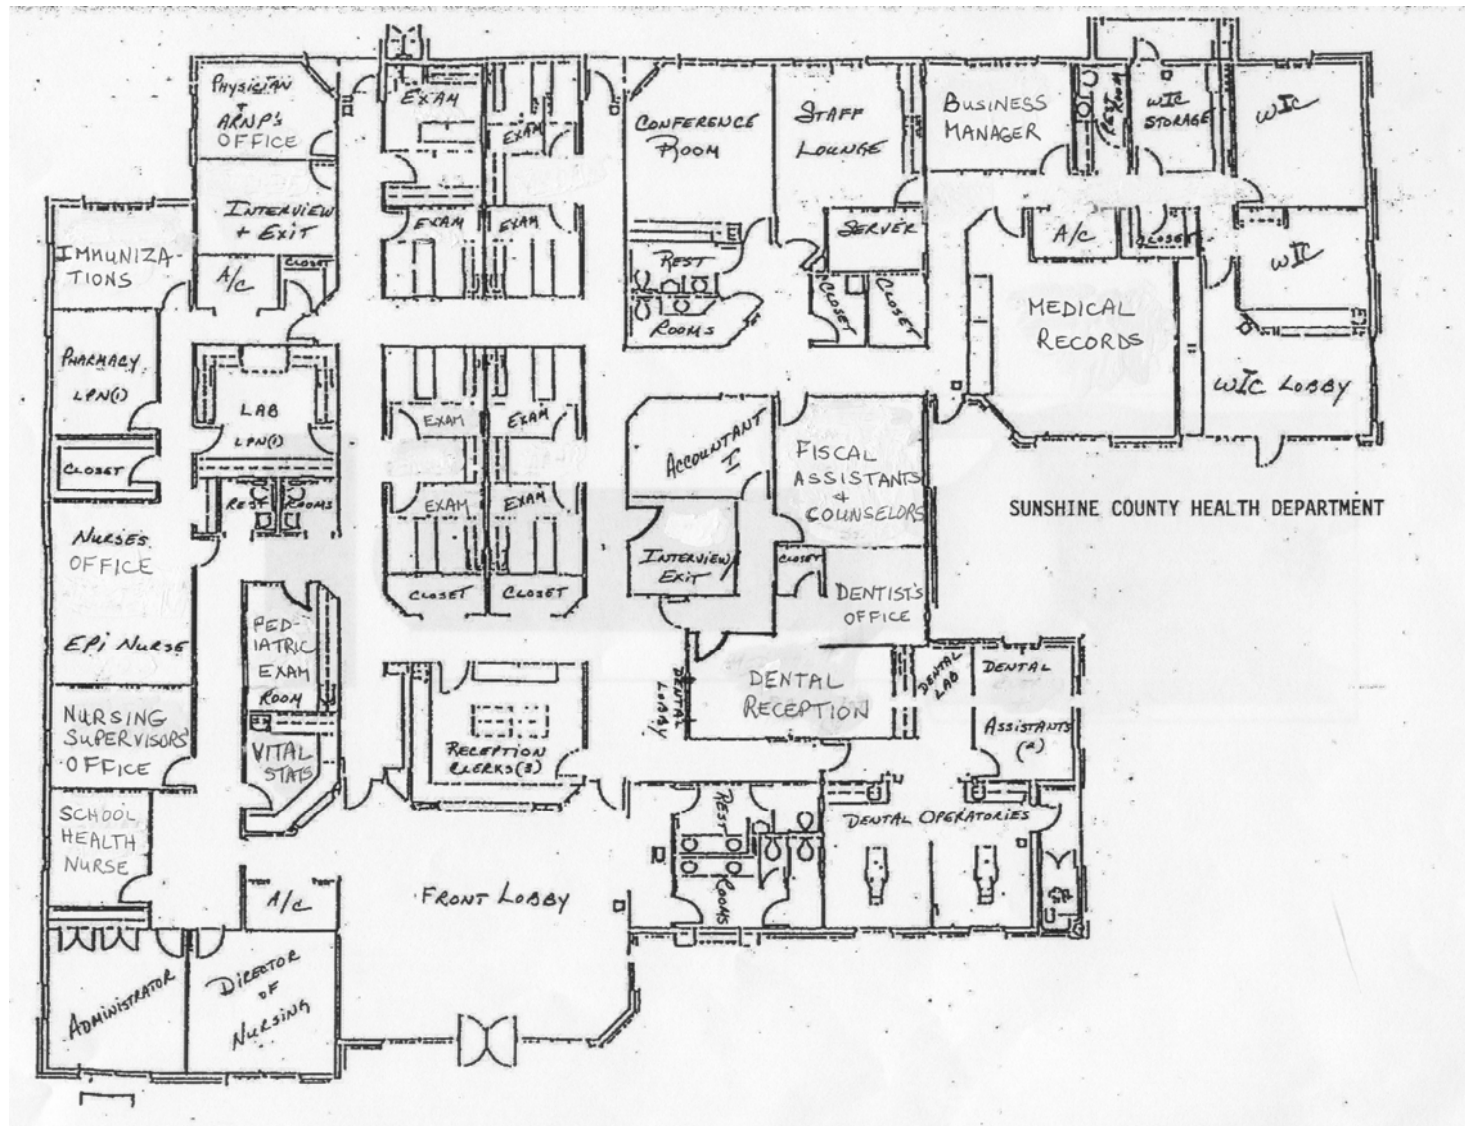 PHYSICIAN
+
ARNP'S
OFFICE
INTERVIEW
+ EXIT
A/C
CLOSET
IMMUNIZA-
TIONS
PHARMACY
LPN(1)
LAB
LPN(1)
CLOSET
REST
ROOMS
NURSES
OFFICE
EPI NURSE
PED-
IATRIC
EXAM
ROOM
NURSING
SUPERVISORS'
OFFICE
VITAL
STATS
SCHOOL
HEALTH
NURSE
A/C
ADMINISTRATOR
DIRECTOR
OF
NURSING
EXAM
EXAM
EXAM
EXAM
EXAM
EXAM
EXAM
EXAM
CLOSET
CLOSET
RECEPTION
CLERKS(3)
FRONT LOBBY
CONFERENCE
ROOM
STAFF
LOUNGE
SERVER
REST
ROOMS
CLOSET
CLOSET
BUSINESS
MANAGER
REST
ROOM
WIC
STORAGE
WIC
A/C
CLOSET
WIC
MEDICAL
RECORDS
WIC LOBBY
ACCOUNTANT
I
FISCAL
ASSISTANTS
+
COUNSELORS
INTERVIEW/
EXIT
CLOSET
DENTIST'S
OFFICE
SUNSHINE COUNTY HEALTH DEPARTMENT
DENTAL
LOBBY
DENTAL
RECEPTION
DENTAL
LAB
DENTAL
ASSISTANTS
(2)
REST
ROOMS
DENTAL OPERATORIES